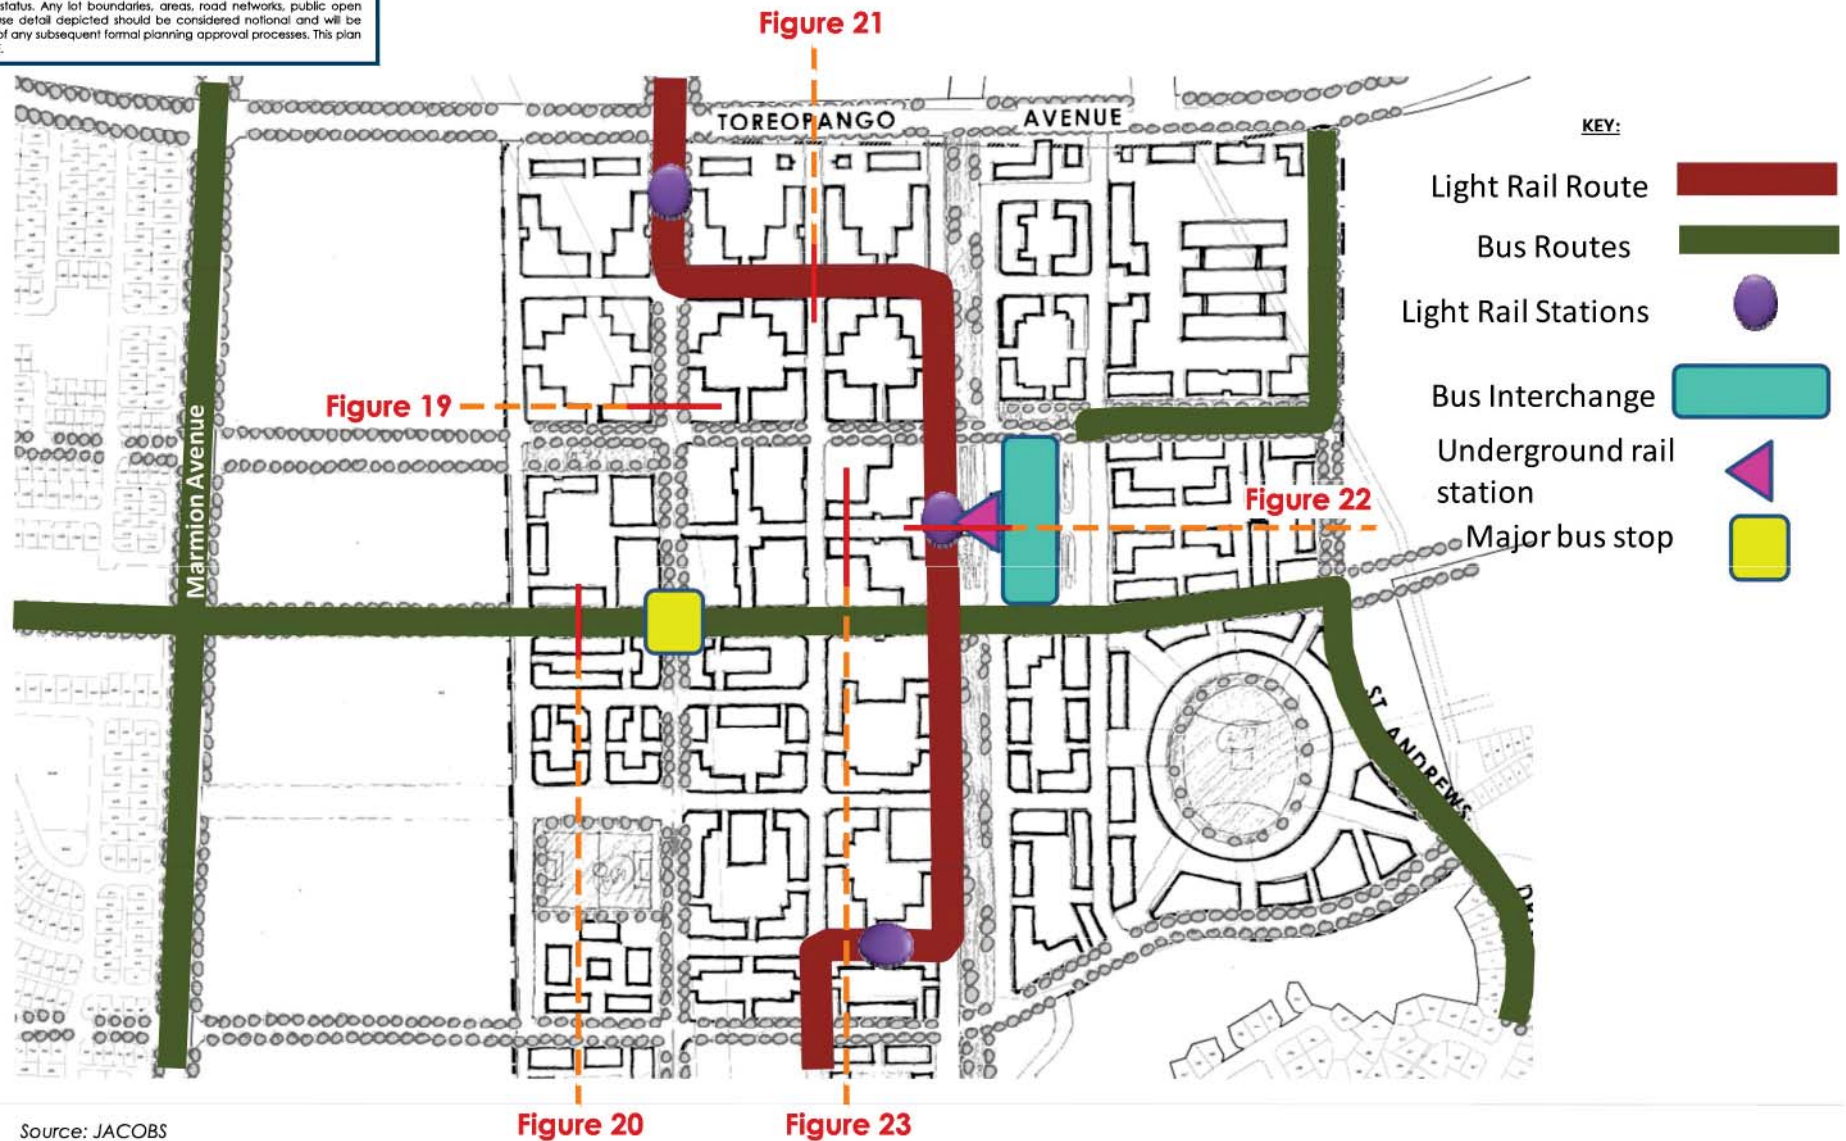 status. Any lot boundaries, areas, road networks, public open
use detail depicted should be considered notional and will be
of any subsequent formal planning approval processes. This plan
Figure 21
TOREOPANGO AVENUE
KEY:
Light Rail Route
Bus Routes
Light Rail Stations
Bus Interchange
Underground rail
station
Major bus stop
Figure 19
Marmion Avenue
Figure 22
ST ANDREWS
Figure 20
Figure 23
Source: JACOBS